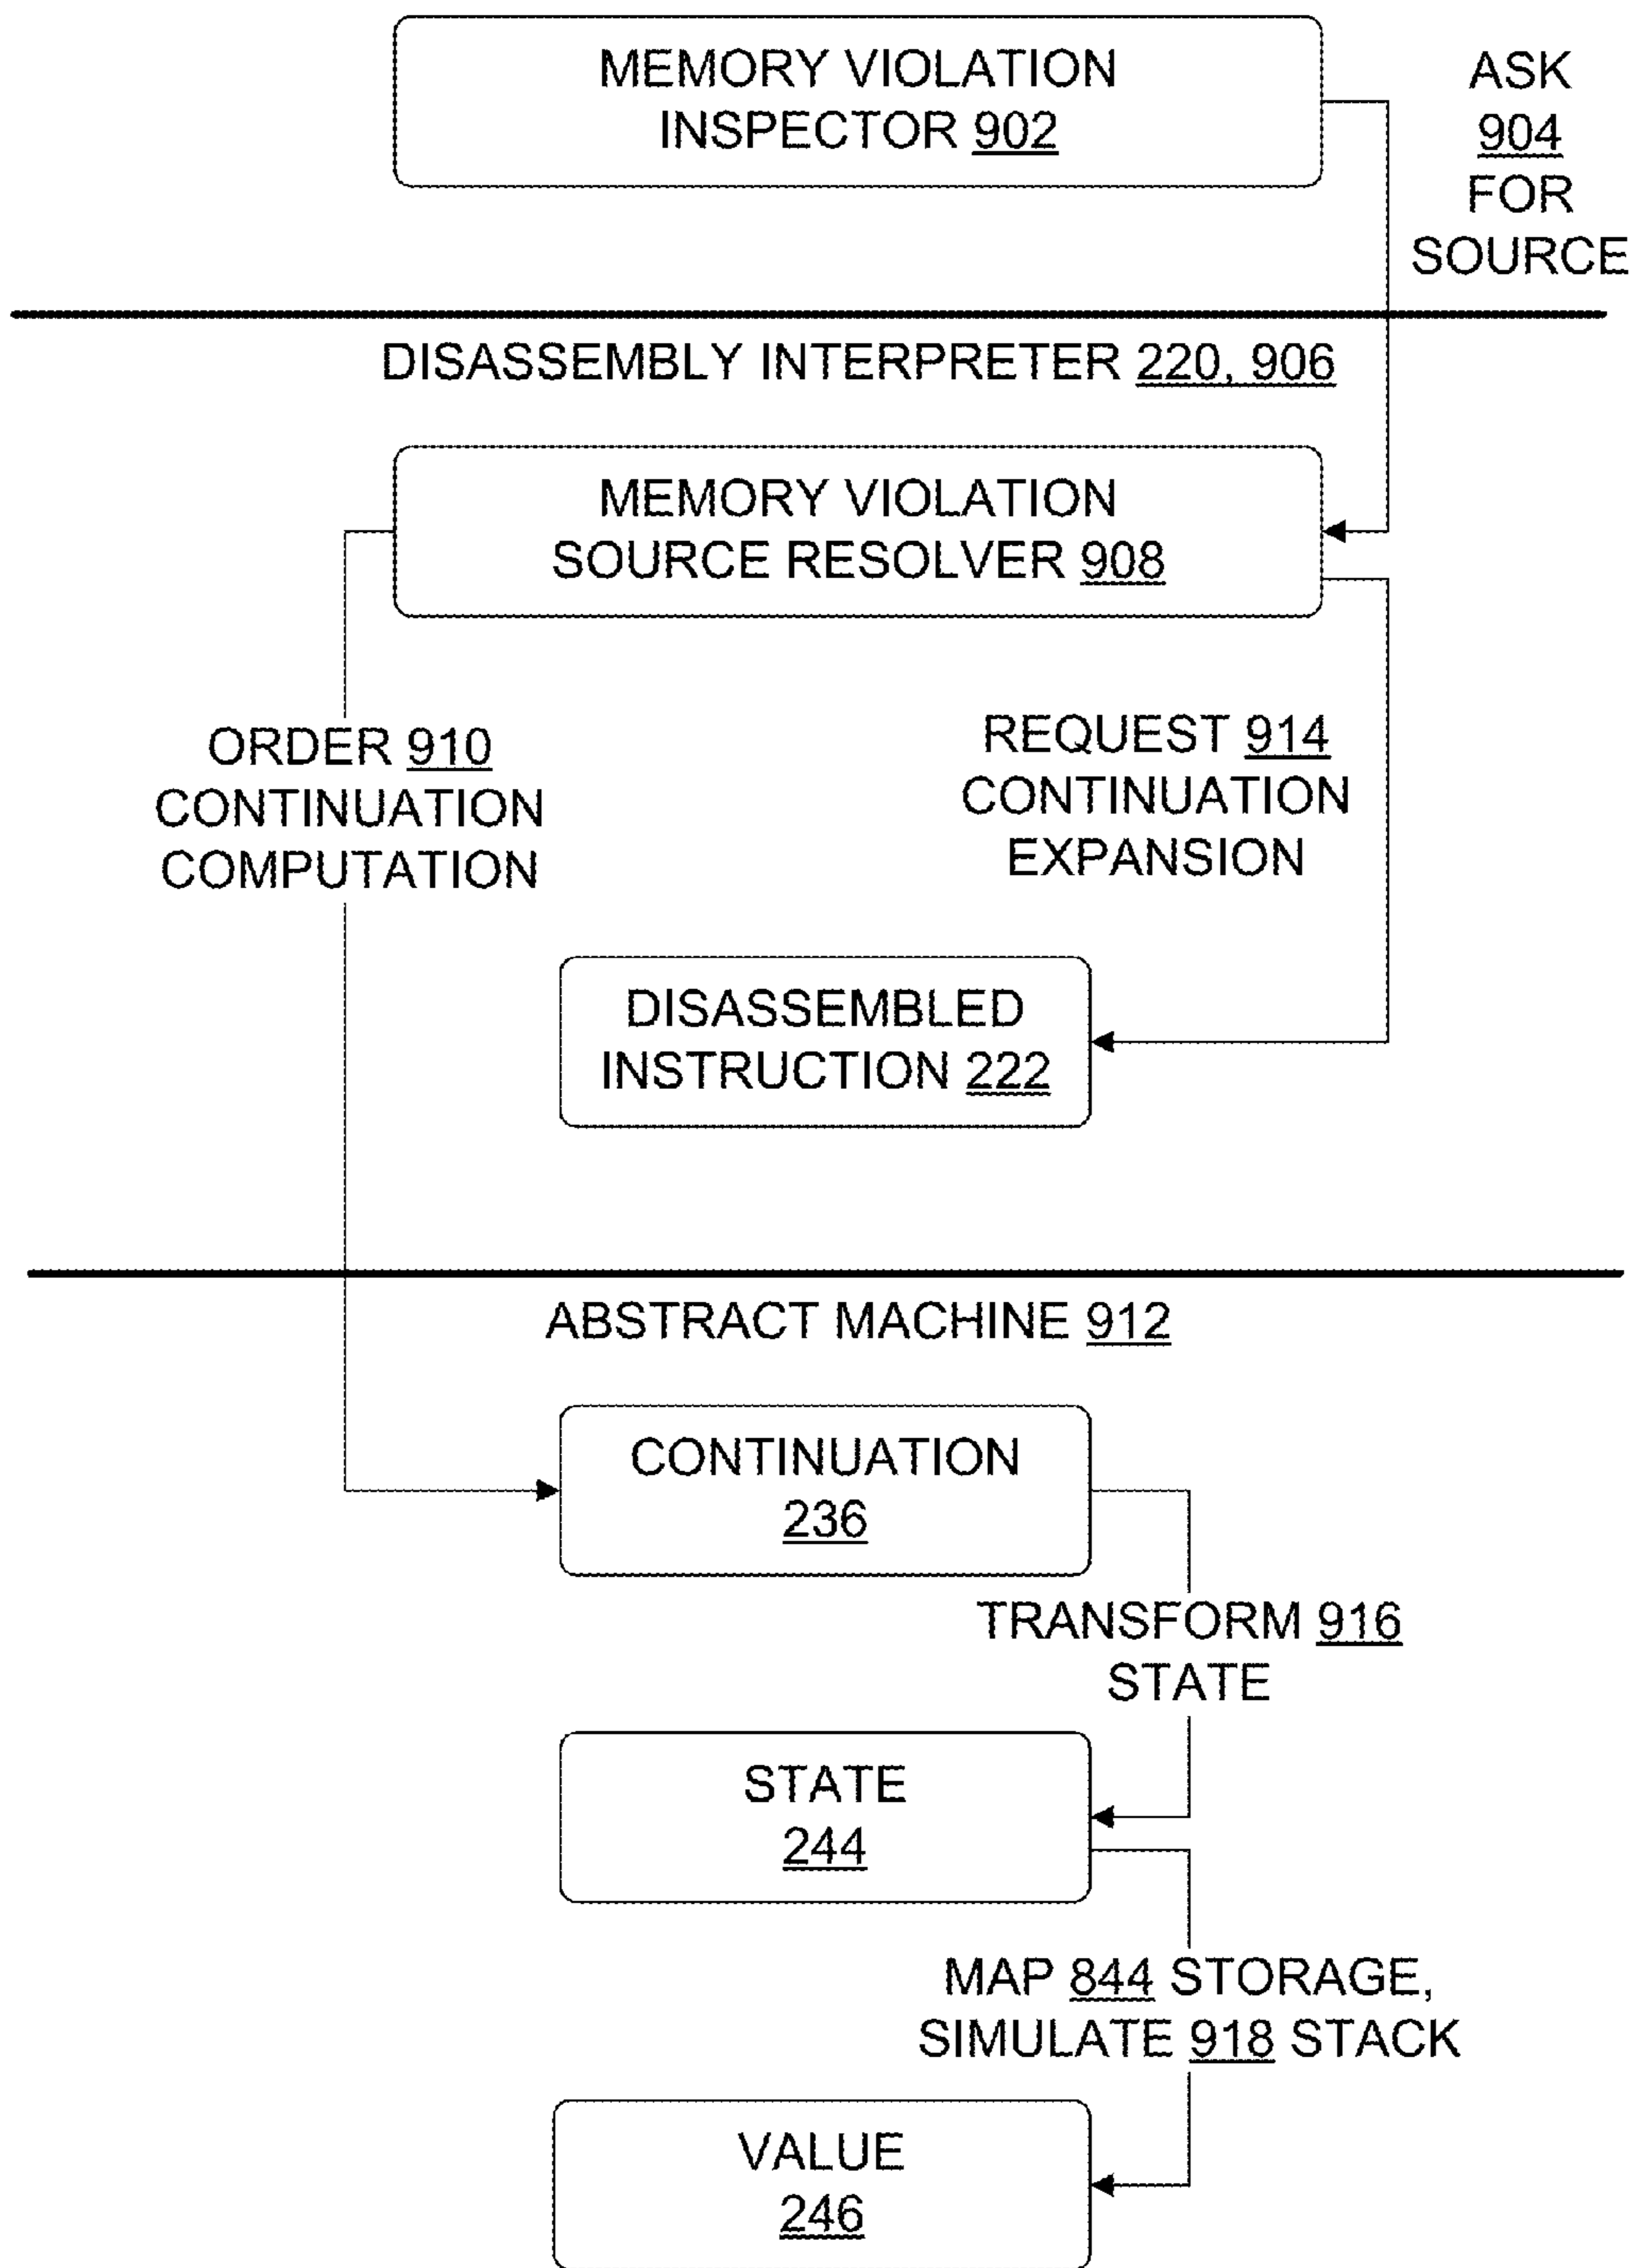 MEMORY VIOLATION
INSPECTOR 902
ASK
904
FOR
SOURCE
DISASSEMBLY INTERPRETER 220, 906
MEMORY VIOLATION
SOURCE RESOLVER 908
ORDER 910
CONTINUATION
COMPUTATION
REQUEST 914
CONTINUATION
EXPANSION
DISASSEMBLED
INSTRUCTION 222
ABSTRACT MACHINE 912
CONTINUATION
236
TRANSFORM 916
STATE
STATE
244
MAP 844 STORAGE,
SIMULATE 918 STACK
VALUE
246